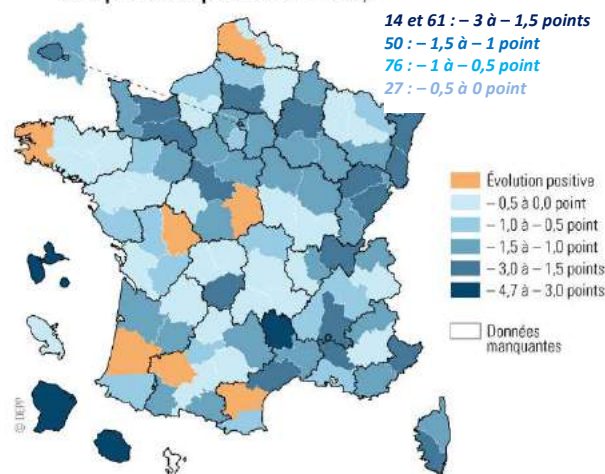 14 et 61 : – 3 à – 1,5 points
50 : – 1,5 à – 1 point
76 : – 1 à – 0,5 point
27 : – 0,5 à 0 point
Évolution positive
– 0,5 à 0,0 point
– 1,0 à – 0,5 point
– 1,5 à – 1,0 point
– 3,0 à – 1,5 points
– 4,7 à – 3,0 points
Données
manquantes
© DEPP